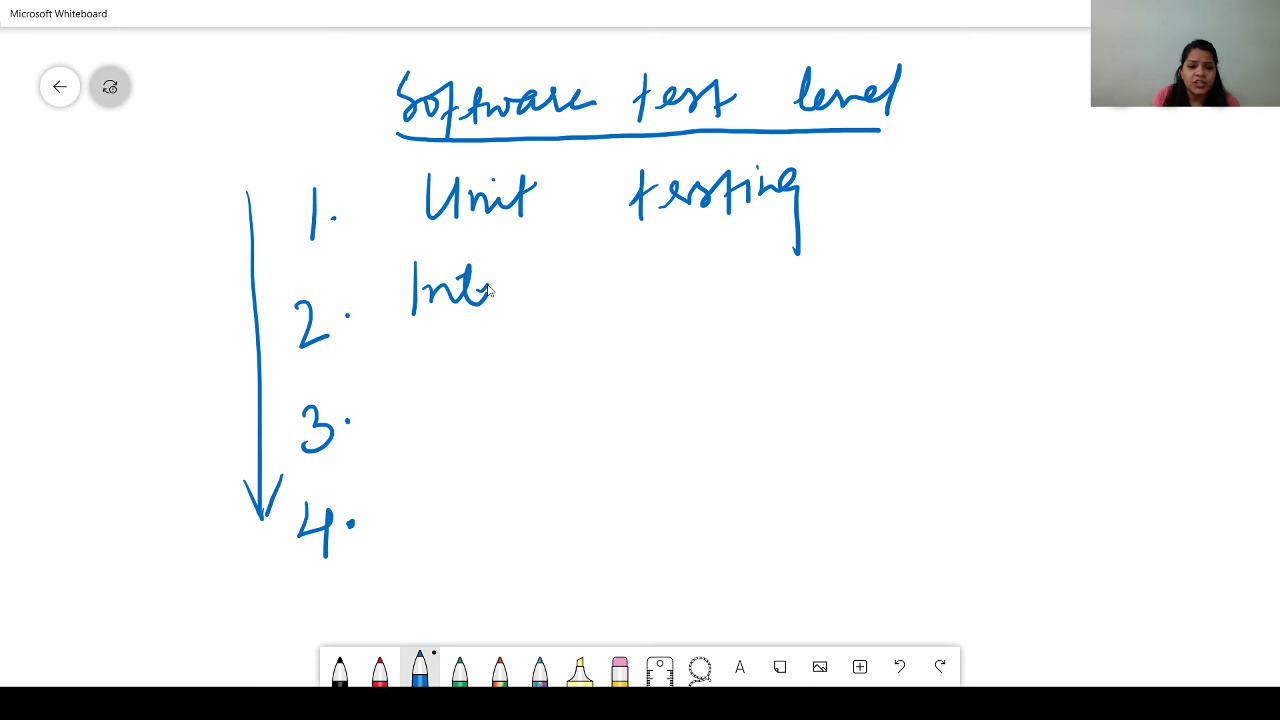 Microsoft Whiteboard
Software test level
1. Unit testing
2. Int
3.
4.
A